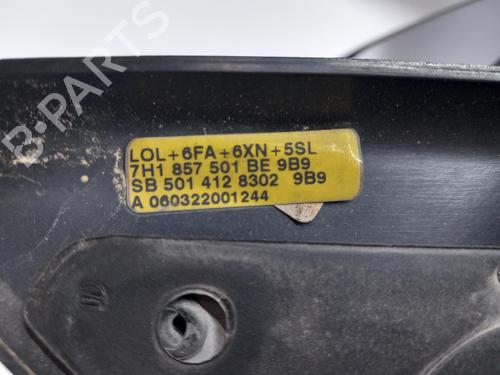 B-PARTS
LOL+6FA+6XN+5SL
7H1 857 501 BE 9B9
SB 501 412 8302 9B9
A 060322001244